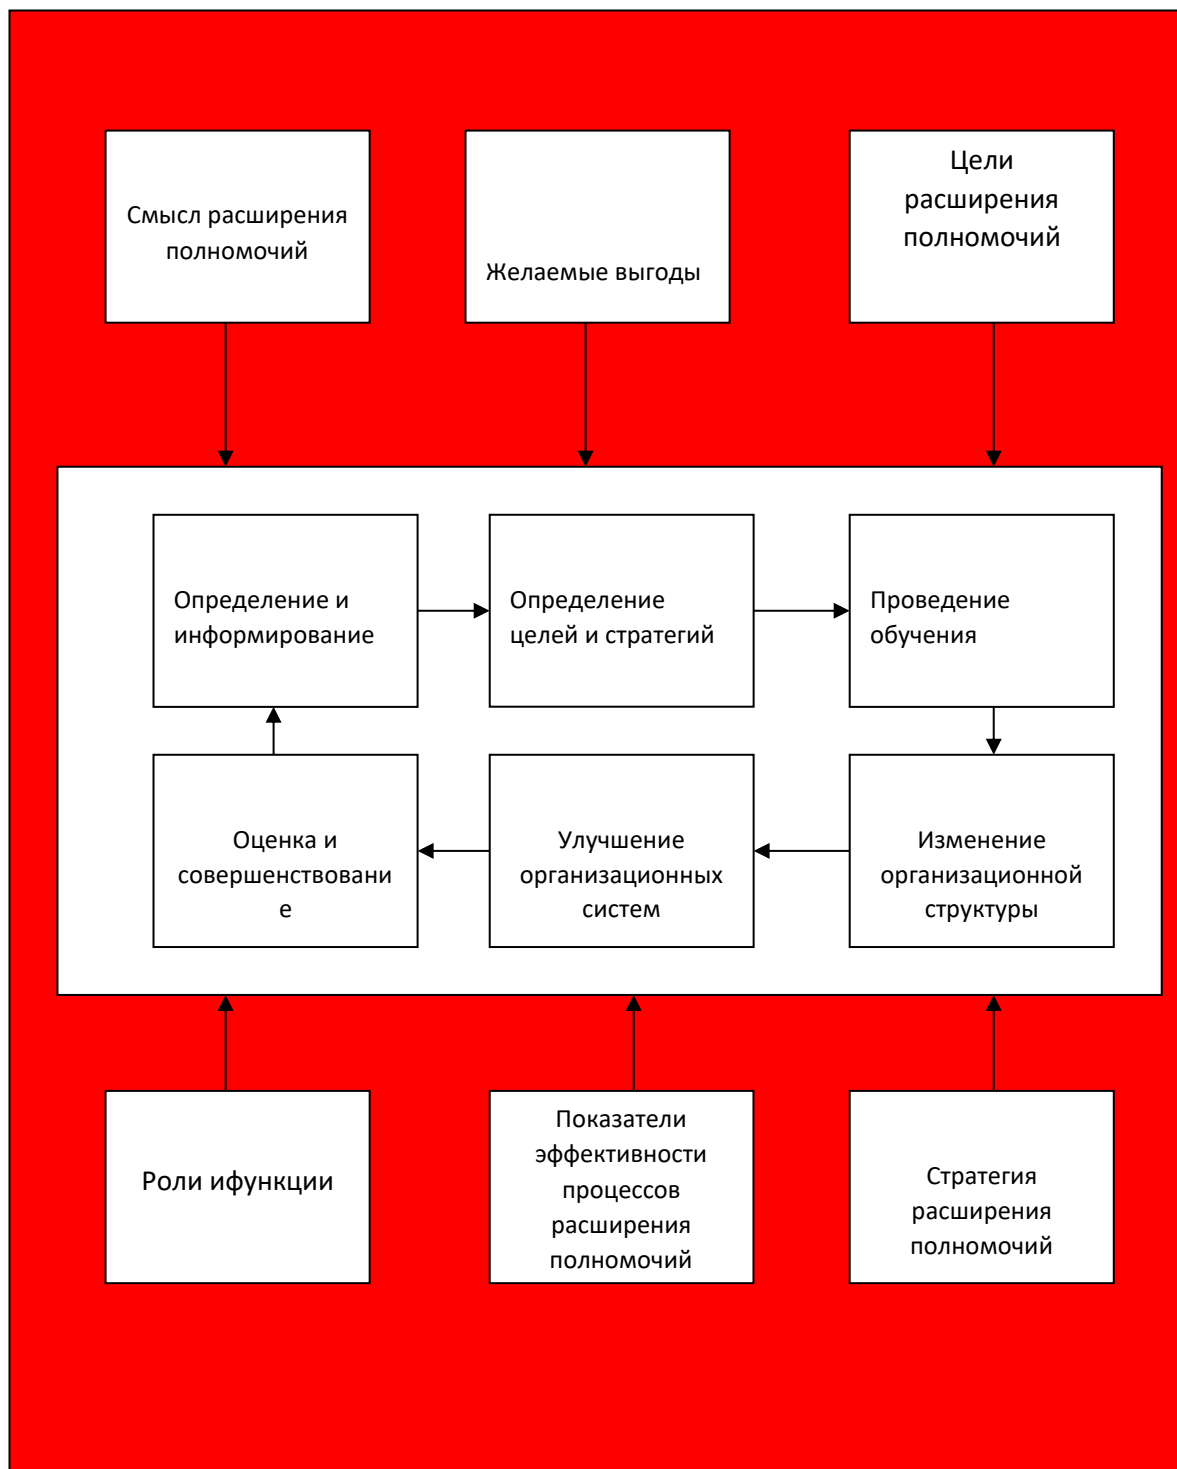 Смысл расширения
полномочий
Желаемые выгоды
Цели
расширения
полномочий
Определение и
информирование
Определение
целей и стратегий
Проведение
обучения
Оценка и
совершенствовани
е
Улучшение
организационных
систем
Изменение
организационной
структуры
Роли ифункции
Показатели
эффективности
процессов
расширения
полномочий
Стратегия
расширения
полномочий